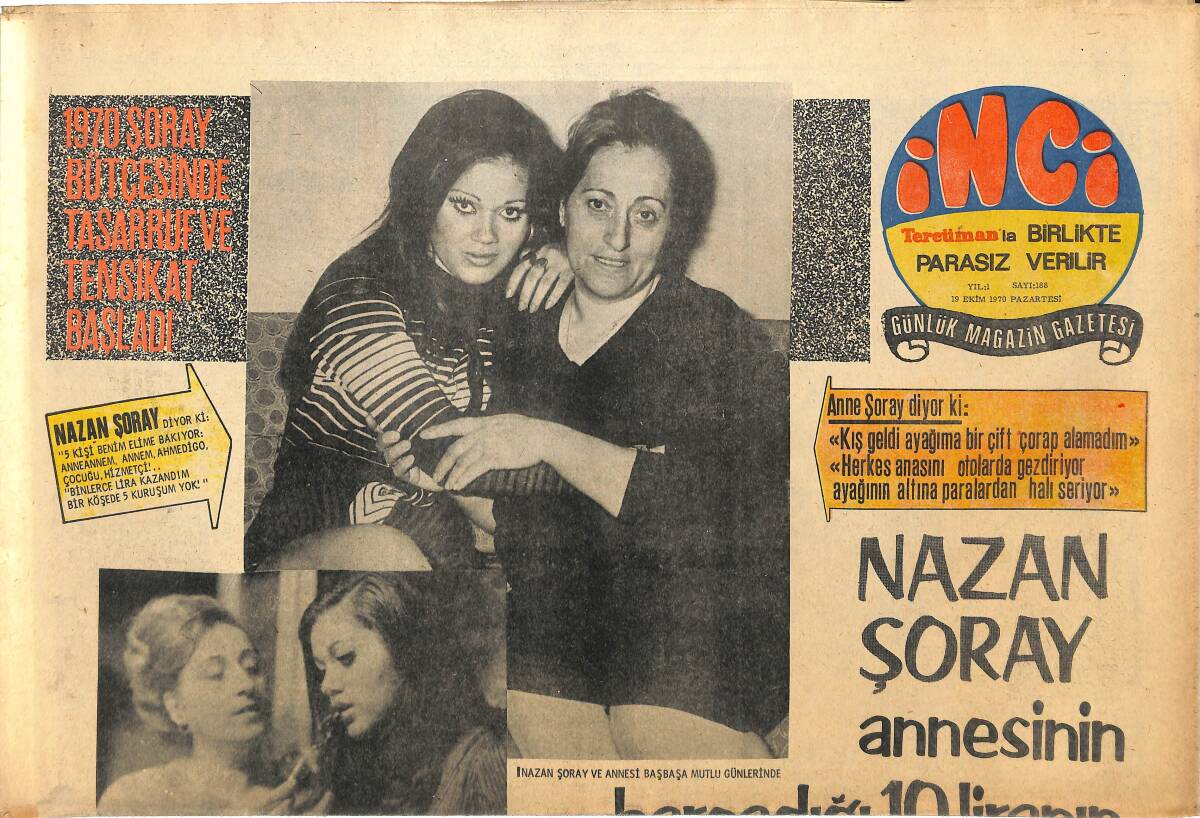 1970 ŞORAY
BÜTÇESİNDE
TASARRUF VE
TENSİKAT
BAŞLADI
İNCİ
Tercüman'la BİRLİKTE
PARASIZ VERİLİR
YIL:1 SAYI:188
19 EKİM 1970 PAZARTESİ
GÜNLÜK MAGAZİN GAZETESİ
NAZAN ŞORAY DİYOR Kİ:
"5 KİŞİ BENİM ELİME BAKIYOR:
ANNEANNEM, ANNEM, AHMEDİGO,
ÇOCUĞU, HİZMETÇİ!..
"BİNLERCE LİRA KAZANDIM
BİR KÖŞEDE 5 KURUŞUM YOK! "
Anne Şoray diyor ki:
«Kış geldi ayağıma bir çift çorap alamadım»
«Herkes anasını otolarda gezdiriyor
ayağının altına paralardan halı seriyor»
NAZAN
ŞORAY
annesinin
harcadığı 10 liranın
NAZAN ŞORAY VE ANNESİ BAŞBAŞA MUTLU GÜNLERİNDE